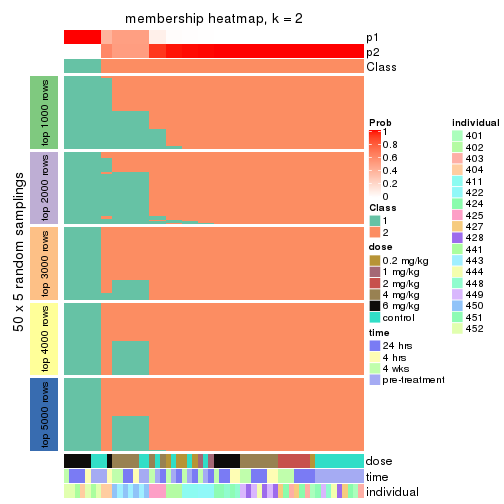 membership heatmap, k = 2
p1
p2
Class
50 x 5 random samplings
top 1000 rows
top 2000 rows
top 3000 rows
top 4000 rows
top 5000 rows
dose
time
individual
Prob
1
0.8
0.6
0.4
0.2
0
Class
1
2
dose
0.2 mg/kg
1 mg/kg
2 mg/kg
4 mg/kg
6 mg/kg
control
time
24 hrs
4 hrs
4 wks
pre-treatment
individual
401
402
403
404
411
422
424
425
427
428
441
443
444
448
449
450
451
452